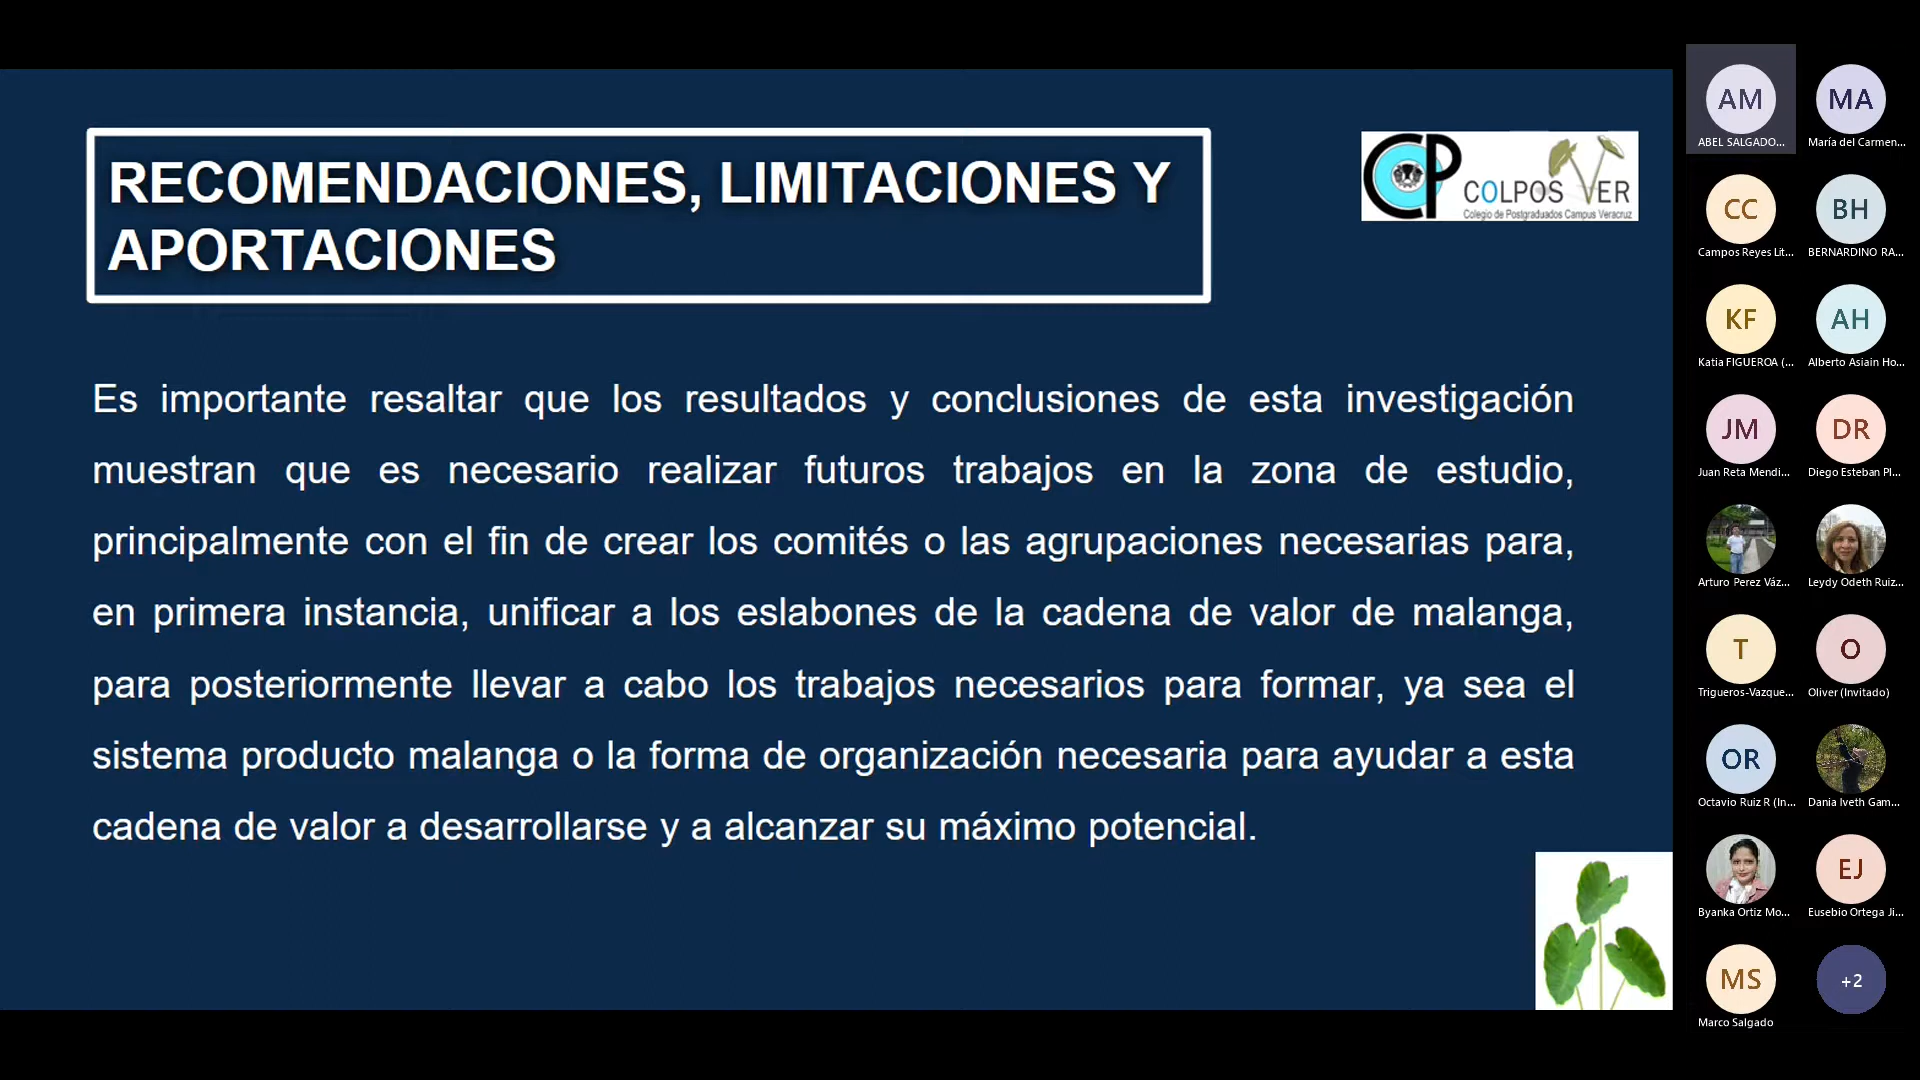 RECOMENDACIONES, LIMITACIONES Y
APORTACIONES
CP
COLPOS VER
Colegio de Postgraduados Campus Veracruz
Es importante resaltar que los resultados y conclusiones de esta investigación
muestran que es necesario realizar futuros trabajos en la zona de estudio,
principalmente con el fin de crear los comités o las agrupaciones necesarias para,
en primera instancia, unificar a los eslabones de la cadena de valor de malanga,
para posteriormente llevar a cabo los trabajos necesarios para formar, ya sea el
sistema producto malanga o la forma de organización necesaria para ayudar a esta
cadena de valor a desarrollarse y a alcanzar su máximo potencial.
AM
MA
ABEL SALGADO...
María del Carmen...
CC
BH
Campos Reyes Lit...
BERNARDINO RA...
KF
AH
Katia FIGUEROA (...
Alberto Asiain Ho...
JM
DR
Juan Reta Mendi...
Diego Esteban Pl...
Arturo Perez Váz...
Leydy Odeth Ruiz...
T
O
Trigueros-Vazque...
Oliver (Invitado)
OR
Octavio Ruiz R (In...
Dania Iveth Gam...
EJ
Byanka Ortiz Mo...
Eusebio Ortega Ji...
MS
+2
Marco Salgado